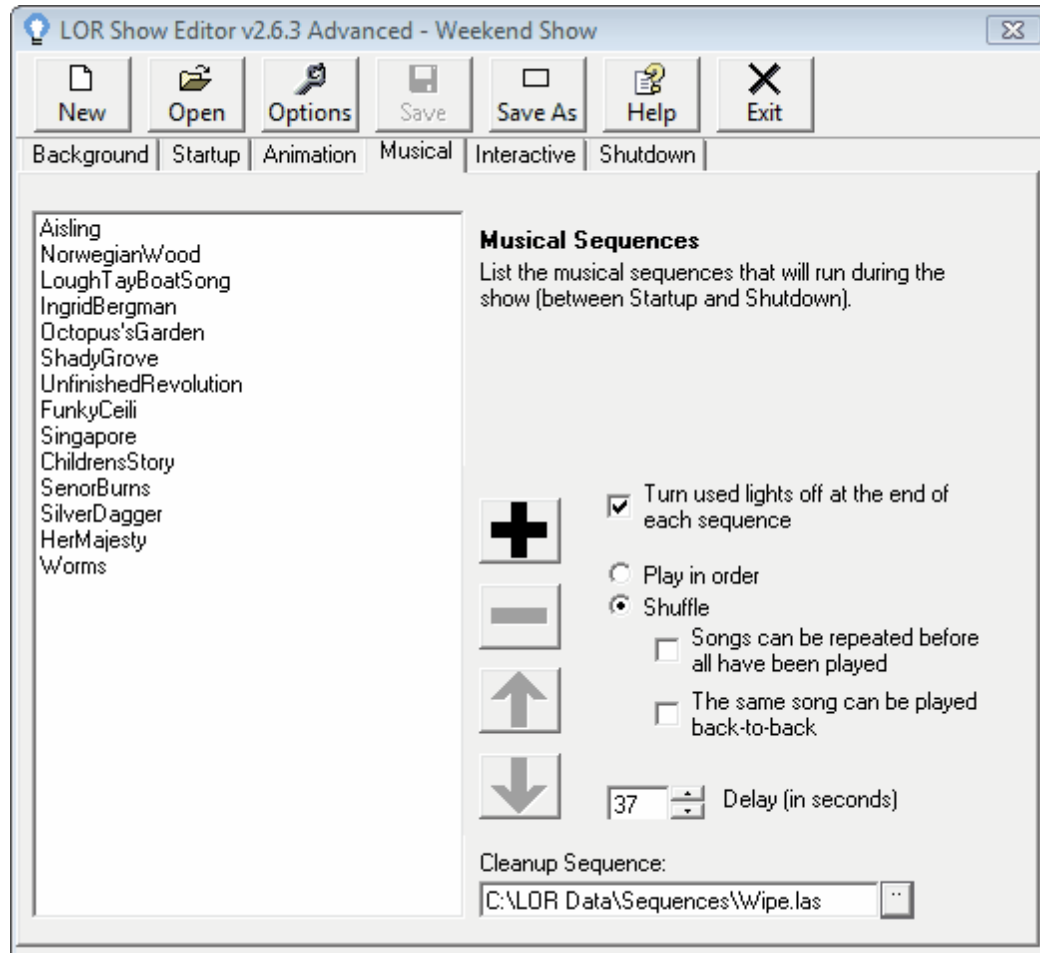 LOR Show Editor v2.6.3 Advanced - Weekend Show
New Open Options Save Save As Help Exit
Background Startup Animation Musical Interactive Shutdown
Aisling
NorwegianWood
LoughTayBoatSong
IngridBergman
Octopus'sGarden
ShadyGrove
UnfinishedRevolution
FunkyCeili
Singapore
ChildrensStory
SenorBurns
SilverDagger
HerMajesty
Worms
Musical Sequences
List the musical sequences that will run during the
show (between Startup and Shutdown).
Turn used lights off at the end of
each sequence
Play in order
Shuffle
Songs can be repeated before
all have been played
The same song can be played
back-to-back
37 Delay (in seconds)
Cleanup Sequence:
C:\LOR Data\Sequences\Wipe.las ..